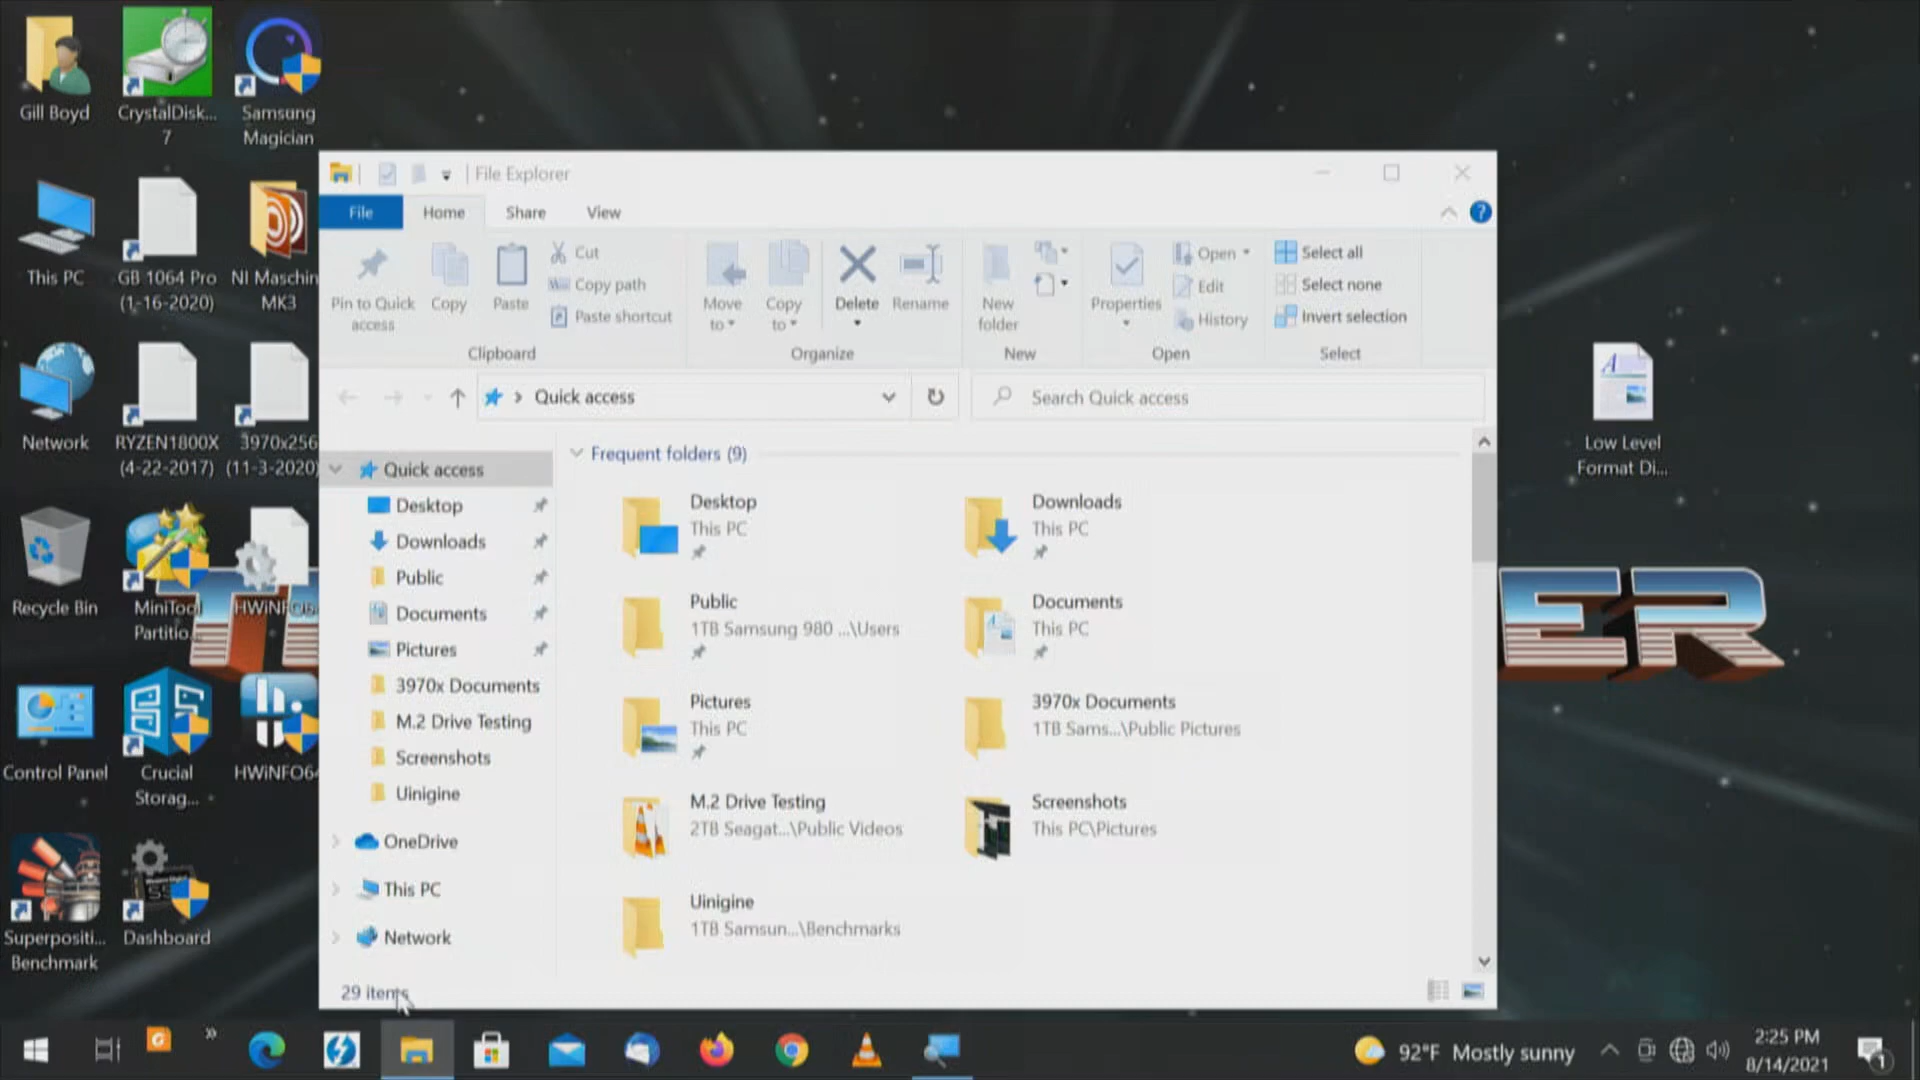 Gill Boyd
CrystalDisk...
7
Samsung
Magician
This PC
GB 1064 Pro
(1-16-2020)
NI Maschin
MK3
Network
RYZEN1800X
(4-22-2017)
3970x256
(11-3-2020)
Recycle Bin
MiniTool
Partitio...
HWiNFO6
Control Panel
Crucial
Storag...
HWiNFO64
Superpositi...
Benchmark
Dashboard
File Explorer
File
Home
Share
View
Pin to Quick
access
Copy
Paste
Cut
Copy path
Paste shortcut
Clipboard
Move
to
Copy
to
Delete
Rename
Organize
New
folder
New
Properties
Open
Edit
History
Open
Select all
Select none
Invert selection
Select
Quick access
Search Quick access
Quick access
Desktop
Downloads
Public
Documents
Pictures
3970x Documents
M.2 Drive Testing
Screenshots
Uinigine
OneDrive
This PC
Network
Frequent folders (9)
Desktop
This PC
Downloads
This PC
Public
1TB Samsung 980 ...\Users
Documents
This PC
Pictures
This PC
3970x Documents
1TB Sams...\Public Pictures
M.2 Drive Testing
2TB Seagat...\Public Videos
Screenshots
This PC\Pictures
Uinigine
1TB Samsun...\Benchmarks
29 items
Low Level
Format Di...
ER
92°F Mostly sunny
2:25 PM
8/14/2021
1